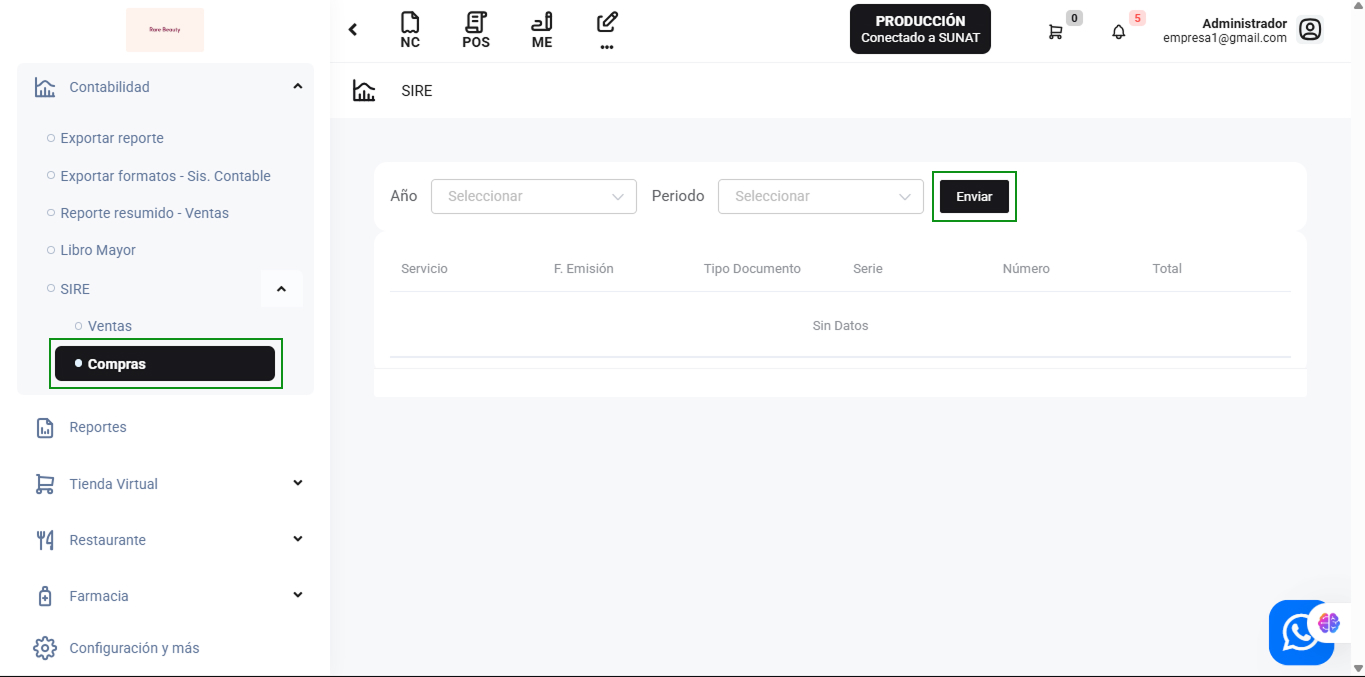 Rare Beauty
Contabilidad
Exportar reporte
Exportar formatos - Sis. Contable
Reporte resumido - Ventas
Libro Mayor
SIRE
Ventas
Compras
Reportes
Tienda Virtual
Restaurante
Farmacia
Configuración y más
NC
POS
ME
...
PRODUCCIÓN
Conectado a SUNAT
0
5
Administrador
empresa1@gmail.com
SIRE
Año Seleccionar Periodo Seleccionar Enviar
Servicio F. Emisión Tipo Documento Serie Número Total
Sin Datos